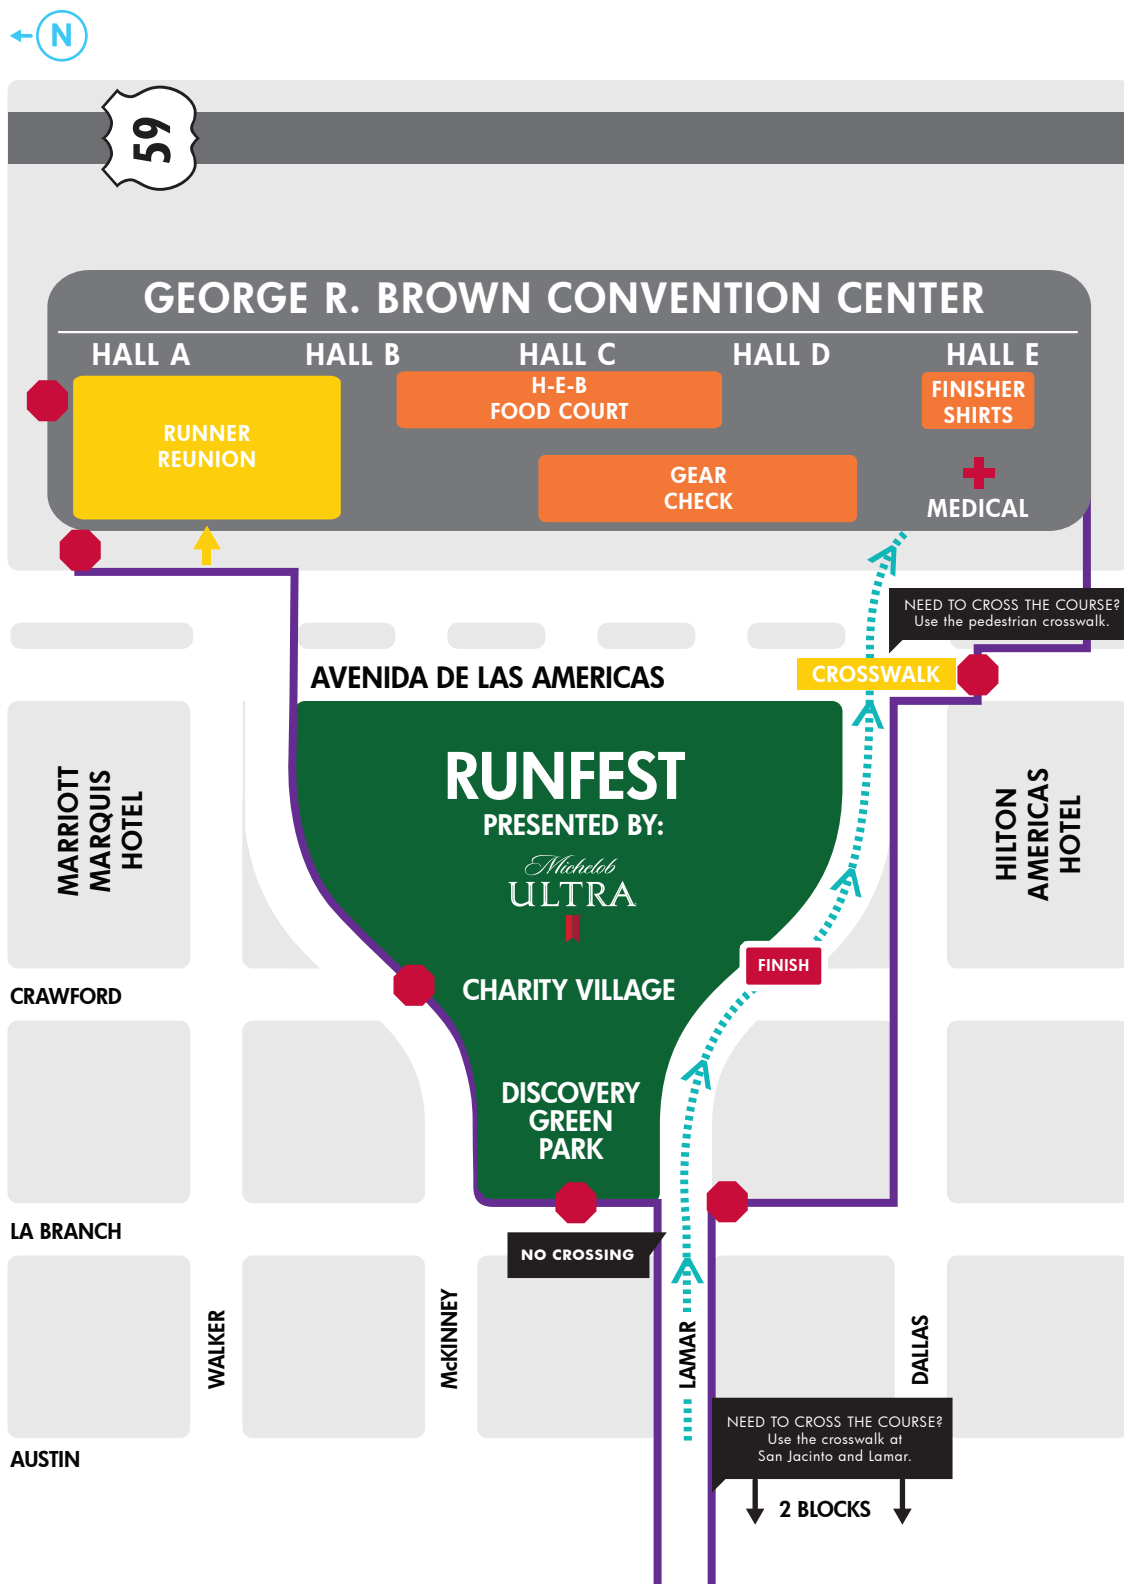 N
59
GEORGE R. BROWN CONVENTION CENTER
HALL A
HALL B
HALL C
HALL D
HALL E
H-E-B
FOOD COURT
FINISHER
SHIRTS
RUNNER
REUNION
GEAR
CHECK
MEDICAL
NEED TO CROSS THE COURSE?
Use the pedestrian crosswalk.
AVENIDA DE LAS AMERICAS
CROSSWALK
MARRIOTT
MARQUIS
HOTEL
RUNFEST
PRESENTED BY:
Michelob
ULTRA
HILTON
AMERICAS
HOTEL
FINISH
CRAWFORD
CHARITY VILLAGE
DISCOVERY
GREEN
PARK
LA BRANCH
NO CROSSING
WALKER
McKINNEY
LAMAR
DALLAS
NEED TO CROSS THE COURSE?
Use the crosswalk at
San Jacinto and Lamar.
AUSTIN
2 BLOCKS